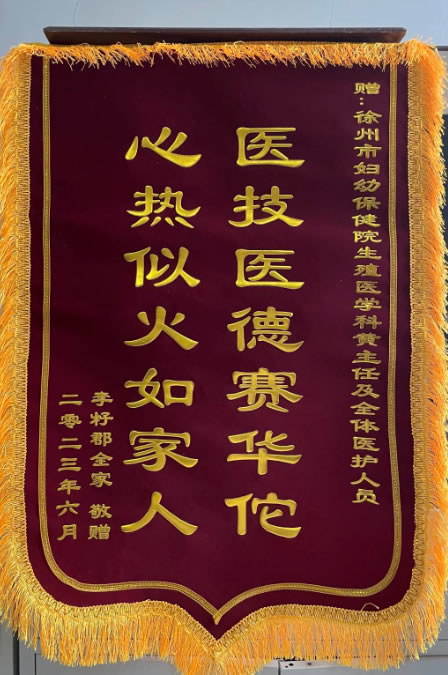 赠：徐州市妇幼保健院生殖医学科黄主任及全体医护人员
医技医德赛华佗
心热似火如家人
李籽郡全家 敬赠
二零二三年六月